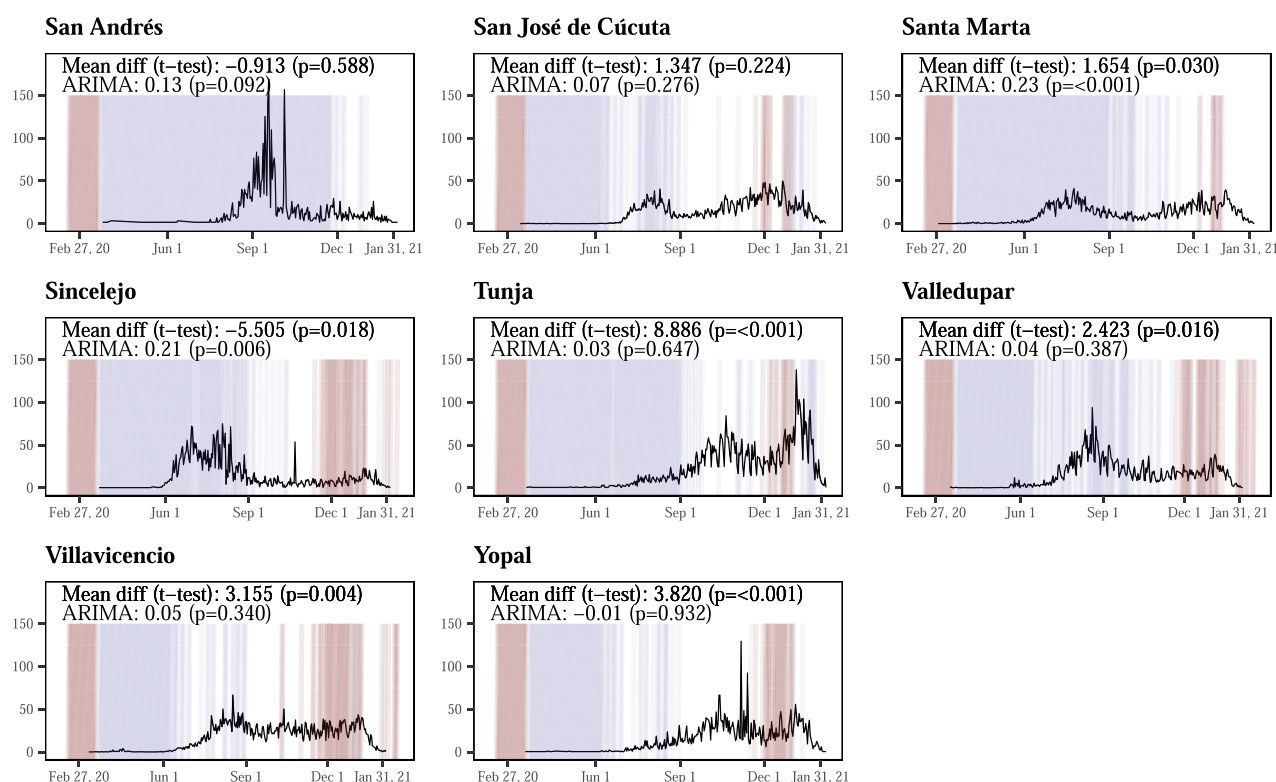 San Andrés
Mean diff (t−test): −0.913 (p=0.588)
ARIMA: 0.13 (p=0.092)
150
100
50
0
Feb 27, 20 Jun 1 Sep 1 Dec 1 Jan 31, 21
San José de Cúcuta
Mean diff (t−test): 1.347 (p=0.224)
ARIMA: 0.07 (p=0.276)
150
100
50
0
Feb 27, 20 Jun 1 Sep 1 Dec 1 Jan 31, 21
Santa Marta
Mean diff (t−test): 1.654 (p=0.030)
ARIMA: 0.23 (p=<0.001)
150
100
50
0
Feb 27, 20 Jun 1 Sep 1 Dec 1 Jan 31, 21
Sincelejo
Mean diff (t−test): −5.505 (p=0.018)
ARIMA: 0.21 (p=0.006)
150
100
50
0
Feb 27, 20 Jun 1 Sep 1 Dec 1 Jan 31, 21
Tunja
Mean diff (t−test): 8.886 (p=<0.001)
ARIMA: 0.03 (p=0.647)
150
100
50
0
Feb 27, 20 Jun 1 Sep 1 Dec 1 Jan 31, 21
Valledupar
Mean diff (t−test): 2.423 (p=0.016)
ARIMA: 0.04 (p=0.387)
150
100
50
0
Feb 27, 20 Jun 1 Sep 1 Dec 1 Jan 31, 21
Villavicencio
Mean diff (t−test): 3.155 (p=0.004)
ARIMA: 0.05 (p=0.340)
150
100
50
0
Feb 27, 20 Jun 1 Sep 1 Dec 1 Jan 31, 21
Yopal
Mean diff (t−test): 3.820 (p=<0.001)
ARIMA: −0.01 (p=0.932)
150
100
50
0
Feb 27, 20 Jun 1 Sep 1 Dec 1 Jan 31, 21